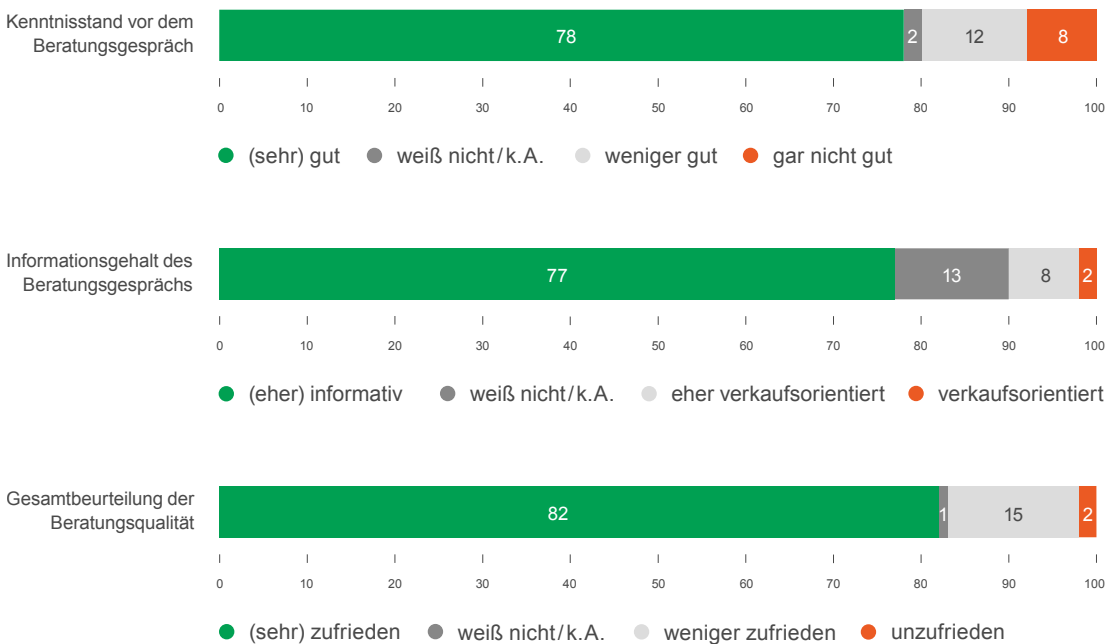 Kenntnisstand vor dem
Beratungsgespräch
78 2 12 8
0 10 20 30 40 50 60 70 80 90 100
(sehr) gut weiß nicht/k.A. weniger gut gar nicht gut
Informationsgehalt des
Beratungsgesprächs
77 13 8 2
0 10 20 30 40 50 60 70 80 90 100
(eher) informativ weiß nicht/k.A. eher verkaufsorientiert verkaufsorientiert
Gesamtbeurteilung der
Beratungsqualität
82 1 15 2
0 10 20 30 40 50 60 70 80 90 100
(sehr) zufrieden weiß nicht/k.A. weniger zufrieden unzufrieden